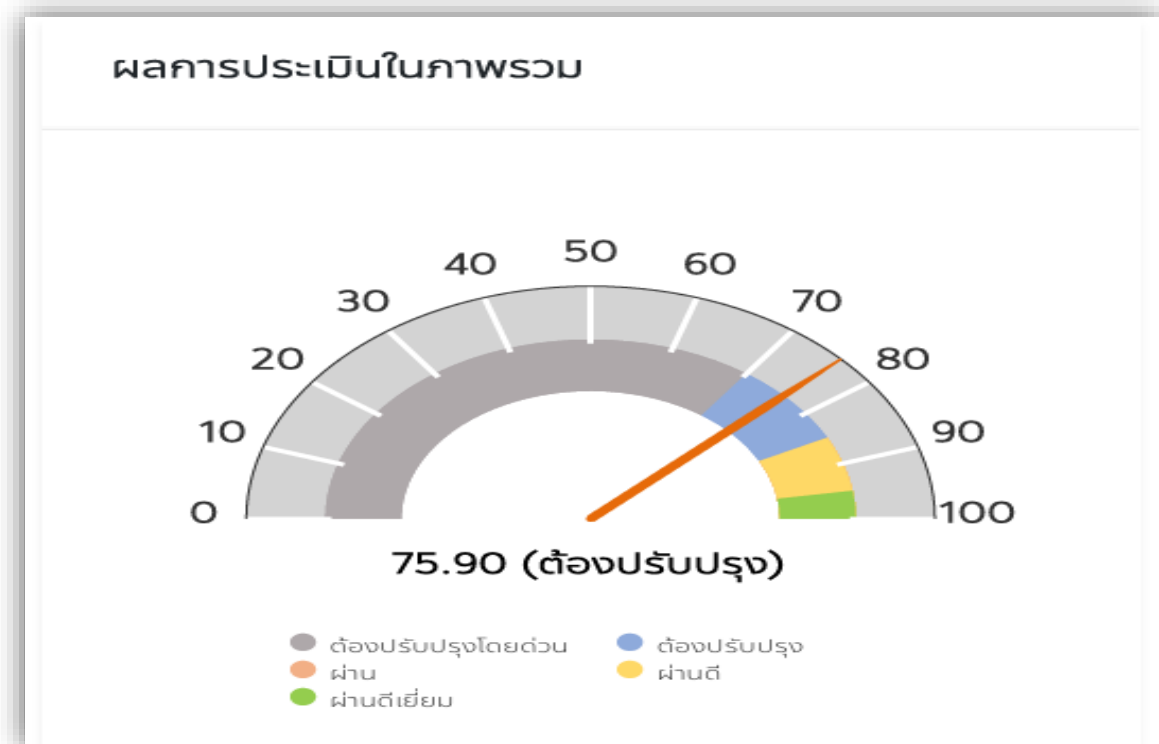 ผลการประเมินในภาพรวม
50
40
60
30
70
20
80
10
90
0
100
75.90 (ต้องปรับปรุง)
ต้องปรับปรุงโดยด่วน ต้องปรับปรุง
ผ่าน ผ่านดี
ผ่านดีเยี่ยม